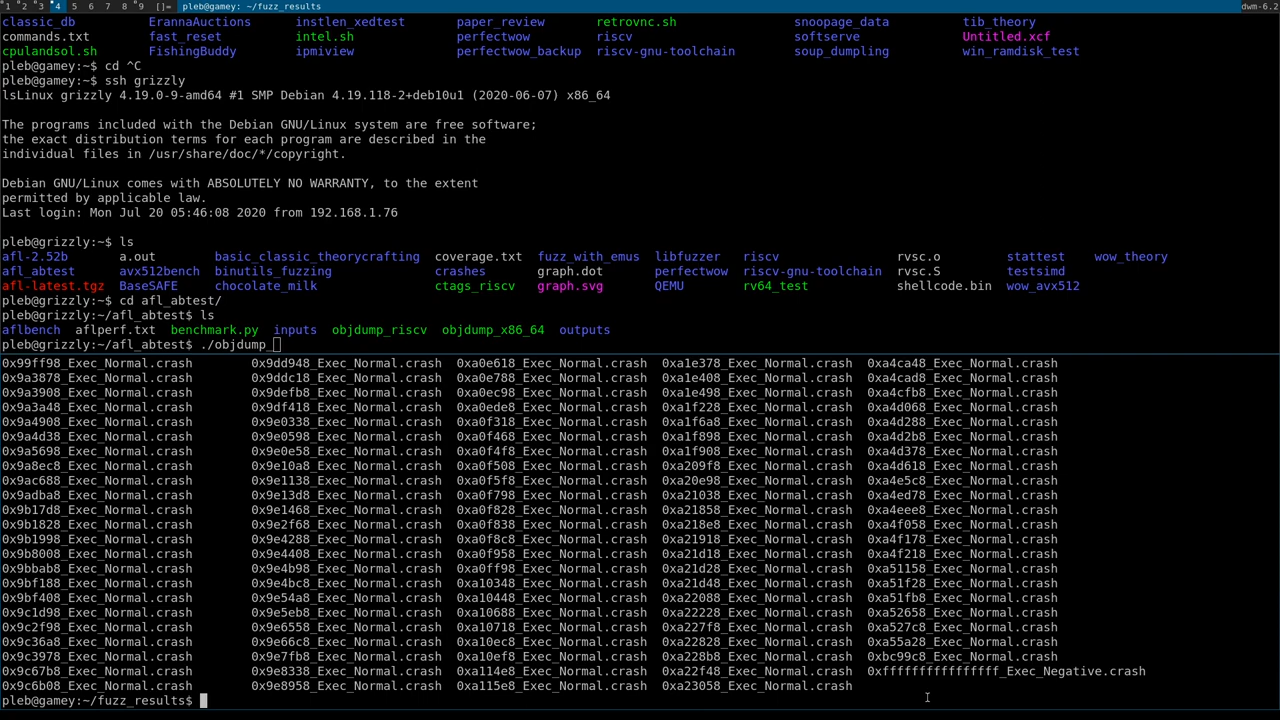 1 2 3 4 5 6 7 8 9 []= pleb@gamey: ~/fuzz_results dwm-6.2
classic_db ErannaAuctions instlen_xedtest paper_review retrovnc.sh snoopage_data tib_theory
commands.txt fast_reset intel.sh perfectwow riscv softserve Untitled.xcf
cpulandsol.sh FishingBuddy ipmiview perfectwow_backup riscv-gnu-toolchain soup_dumpling win_ramdisk_test
pleb@gamey:~$ cd ^C
pleb@gamey:~$ ssh grizzly
lsLinux grizzly 4.19.0-9-amd64 #1 SMP Debian 4.19.118-2+deb10u1 (2020-06-07) x86_64
The programs included with the Debian GNU/Linux system are free software;
the exact distribution terms for each program are described in the
individual files in /usr/share/doc/*/copyright.
Debian GNU/Linux comes with ABSOLUTELY NO WARRANTY, to the extent
permitted by applicable law.
Last login: Mon Jul 20 05:46:08 2020 from 192.168.1.76
pleb@grizzly:~$ ls
afl-2.52b a.out basic_classic_theorycrafting coverage.txt fuzz_with_emus libfuzzer riscv rvsc.o stattest wow_theory
afl_abtest avx512bench binutils_fuzzing crashes graph.dot perfectwow riscv-gnu-toolchain rvsc.S testsimd
afl-latest.tgz BaseSAFE chocolate_milk ctags_riscv graph.svg QEMU rv64_test shellcode.bin wow_avx512
pleb@grizzly:~$ cd afl_abtest/
pleb@grizzly:~/afl_abtest$ ls
aflbench aflperf.txt benchmark.py inputs objdump_riscv objdump_x86_64 outputs
pleb@grizzly:~/afl_abtest$ ./objdump_
0x99ff98_Exec_Normal.crash 0x9dd948_Exec_Normal.crash 0xa0e618_Exec_Normal.crash 0xa1e378_Exec_Normal.crash 0xa4ca48_Exec_Normal.crash
0x9a3878_Exec_Normal.crash 0x9ddc18_Exec_Normal.crash 0xa0e788_Exec_Normal.crash 0xa1e408_Exec_Normal.crash 0xa4cad8_Exec_Normal.crash
0x9a3908_Exec_Normal.crash 0x9defb8_Exec_Normal.crash 0xa0ec98_Exec_Normal.crash 0xa1e498_Exec_Normal.crash 0xa4cfb8_Exec_Normal.crash
0x9a3a48_Exec_Normal.crash 0x9df418_Exec_Normal.crash 0xa0ede8_Exec_Normal.crash 0xa1f228_Exec_Normal.crash 0xa4d068_Exec_Normal.crash
0x9a4908_Exec_Normal.crash 0x9e0338_Exec_Normal.crash 0xa0f318_Exec_Normal.crash 0xa1f6a8_Exec_Normal.crash 0xa4d288_Exec_Normal.crash
0x9a4d38_Exec_Normal.crash 0x9e0598_Exec_Normal.crash 0xa0f468_Exec_Normal.crash 0xa1f898_Exec_Normal.crash 0xa4d2b8_Exec_Normal.crash
0x9a5698_Exec_Normal.crash 0x9e0e58_Exec_Normal.crash 0xa0f4f8_Exec_Normal.crash 0xa1f908_Exec_Normal.crash 0xa4d378_Exec_Normal.crash
0x9a8ec8_Exec_Normal.crash 0x9e10a8_Exec_Normal.crash 0xa0f508_Exec_Normal.crash 0xa209f8_Exec_Normal.crash 0xa4d618_Exec_Normal.crash
0x9ac688_Exec_Normal.crash 0x9e1138_Exec_Normal.crash 0xa0f5f8_Exec_Normal.crash 0xa20e98_Exec_Normal.crash 0xa4e5c8_Exec_Normal.crash
0x9adba8_Exec_Normal.crash 0x9e13d8_Exec_Normal.crash 0xa0f798_Exec_Normal.crash 0xa21038_Exec_Normal.crash 0xa4ed78_Exec_Normal.crash
0x9b17d8_Exec_Normal.crash 0x9e1468_Exec_Normal.crash 0xa0f828_Exec_Normal.crash 0xa21858_Exec_Normal.crash 0xa4eee8_Exec_Normal.crash
0x9b1828_Exec_Normal.crash 0x9e2f68_Exec_Normal.crash 0xa0f838_Exec_Normal.crash 0xa218e8_Exec_Normal.crash 0xa4f058_Exec_Normal.crash
0x9b1998_Exec_Normal.crash 0x9e4288_Exec_Normal.crash 0xa0f8c8_Exec_Normal.crash 0xa21918_Exec_Normal.crash 0xa4f178_Exec_Normal.crash
0x9b8008_Exec_Normal.crash 0x9e4408_Exec_Normal.crash 0xa0f958_Exec_Normal.crash 0xa21d18_Exec_Normal.crash 0xa4f218_Exec_Normal.crash
0x9bbab8_Exec_Normal.crash 0x9e4b98_Exec_Normal.crash 0xa0ff98_Exec_Normal.crash 0xa21d28_Exec_Normal.crash 0xa51158_Exec_Normal.crash
0x9bf188_Exec_Normal.crash 0x9e4bc8_Exec_Normal.crash 0xa10348_Exec_Normal.crash 0xa21d48_Exec_Normal.crash 0xa51f28_Exec_Normal.crash
0x9bf408_Exec_Normal.crash 0x9e54a8_Exec_Normal.crash 0xa10448_Exec_Normal.crash 0xa22088_Exec_Normal.crash 0xa51fb8_Exec_Normal.crash
0x9c1d98_Exec_Normal.crash 0x9e5eb8_Exec_Normal.crash 0xa10688_Exec_Normal.crash 0xa22228_Exec_Normal.crash 0xa52658_Exec_Normal.crash
0x9c2f98_Exec_Normal.crash 0x9e6558_Exec_Normal.crash 0xa10718_Exec_Normal.crash 0xa227f8_Exec_Normal.crash 0xa527c8_Exec_Normal.crash
0x9c36a8_Exec_Normal.crash 0x9e66c8_Exec_Normal.crash 0xa10ec8_Exec_Normal.crash 0xa22828_Exec_Normal.crash 0xa55a28_Exec_Normal.crash
0x9c3978_Exec_Normal.crash 0x9e7fb8_Exec_Normal.crash 0xa10ef8_Exec_Normal.crash 0xa228b8_Exec_Normal.crash 0xbc99c8_Exec_Normal.crash
0x9c67b8_Exec_Normal.crash 0x9e8338_Exec_Normal.crash 0xa114e8_Exec_Normal.crash 0xa22f48_Exec_Normal.crash 0xffffffffffffffff_Exec_Negative.crash
0x9c6b08_Exec_Normal.crash 0x9e8958_Exec_Normal.crash 0xa115e8_Exec_Normal.crash 0xa23058_Exec_Normal.crash
pleb@gamey:~/fuzz_results$